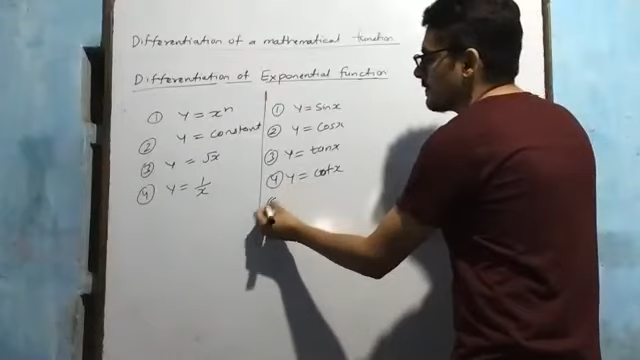 Differentiation of a mathematical function
Differentiation of Exponential function
① y = xⁿ
② y = constant
③ y = √x
④ y = 1/x
① y = sinx
② y = cosx
③ y = tanx
④ y = cotx